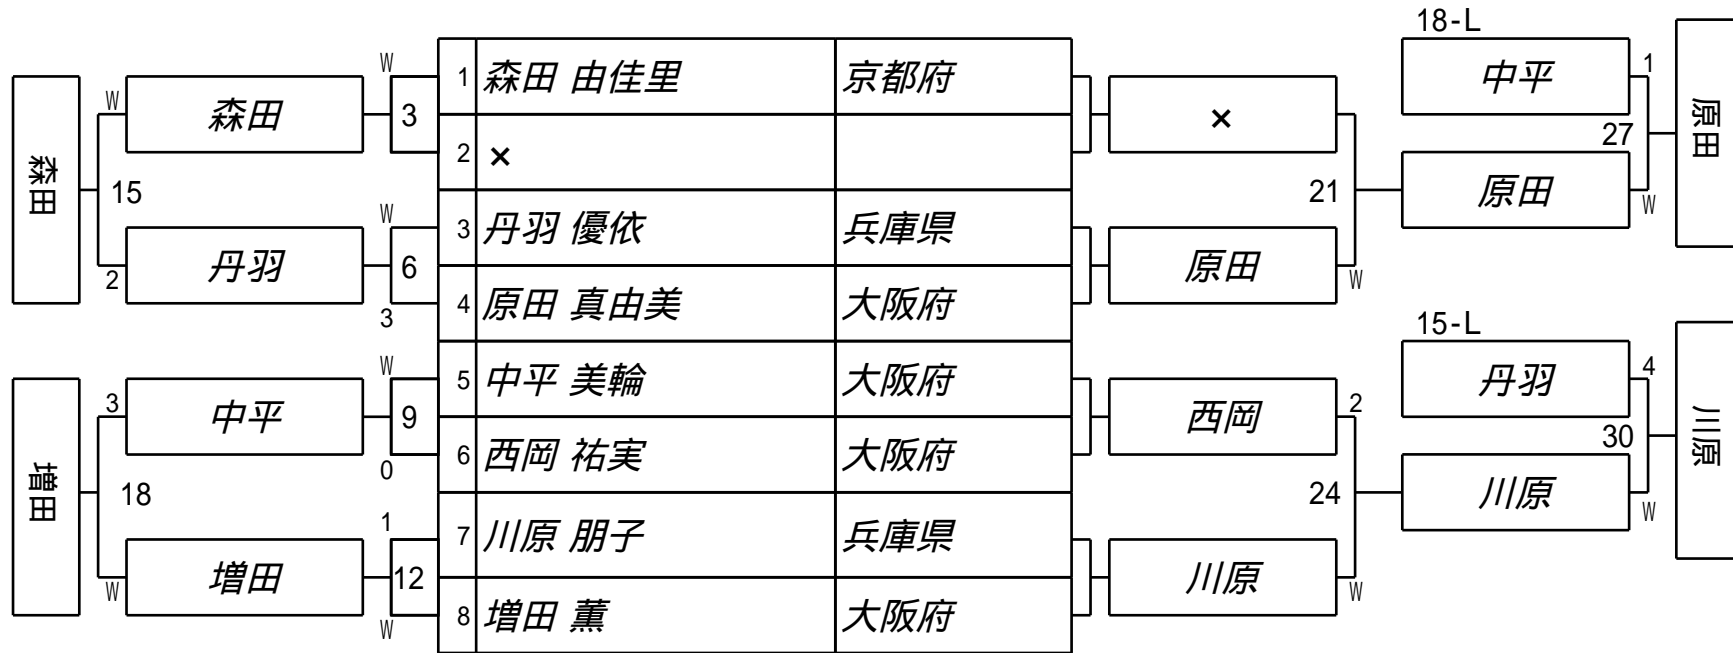 18-L
W
1 森田 由佳里 京都府
中平
1
W
森田
3
×
原田
2 ×
27
森田
15
21
原田
W
W
3 丹羽 優依 兵庫県
2
丹羽
6
原田
W
3
4 原田 真由美 大阪府
15-L
W
5 中平 美輪 大阪府
丹羽
4
3
中平
9
西岡
2
川原
0
6 西岡 祐実 大阪府
30
増田
18
24
川原
W
1
7 川原 朋子 兵庫県
W
増田
12
川原
W
W
8 増田 薫 大阪府